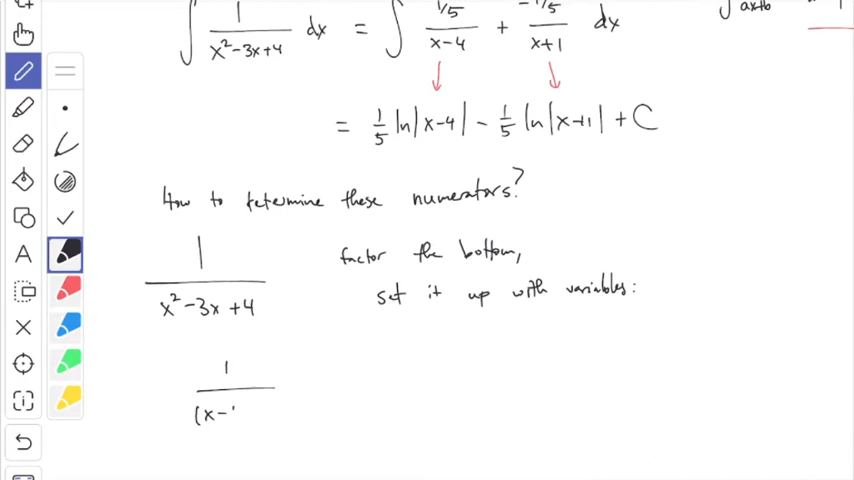 ∫ 1/(x²-3x+4) dx = ∫ (1/5)/(x-4) + (-1/5)/(x+1) dx
∫ ax+b
= 1/5 ln|x-4| - 1/5 ln|x+1| + C
How to determine these numerators?
1/(x²-3x+4)
factor the bottom,
set it up with variables:
1/(x-